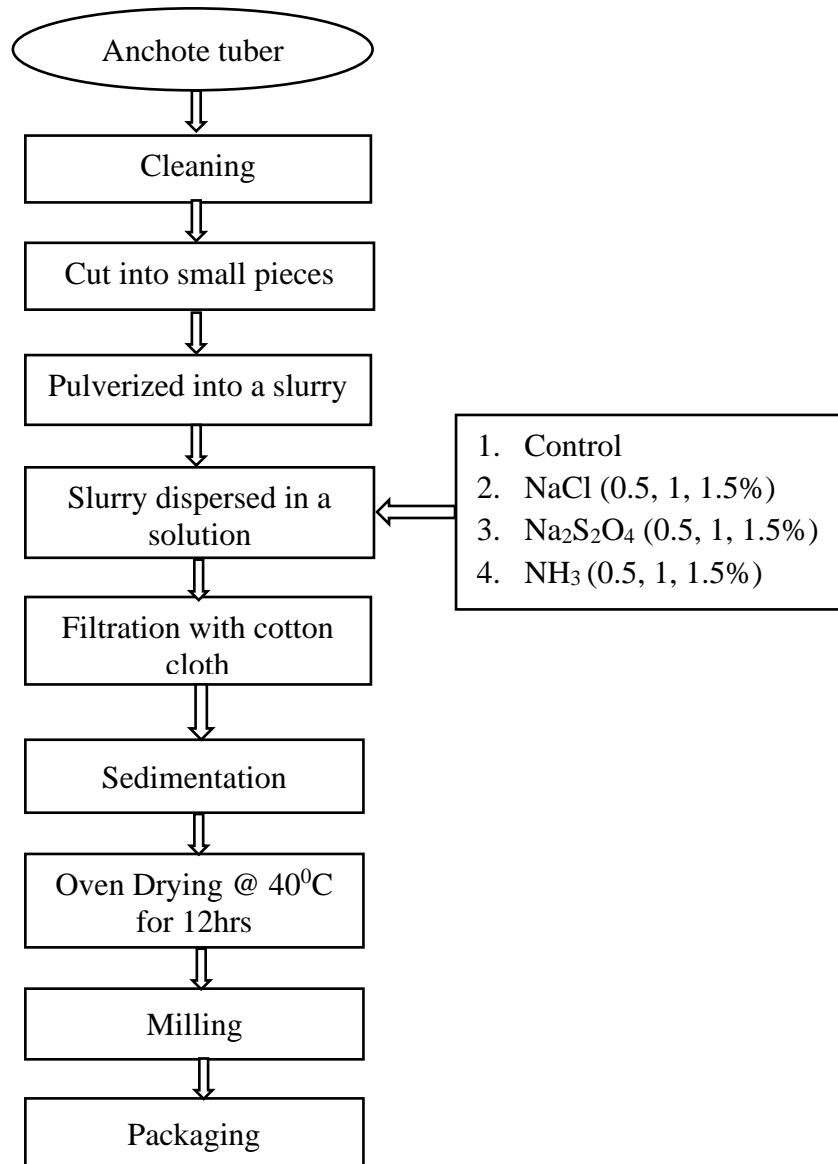 Anchote tuber
Cleaning
Cut into small pieces
Pulverized into a slurry
Slurry dispersed in a
solution
1. Control
2. NaCl (0.5, 1, 1.5%)
3. Na₂S₂O₄ (0.5, 1, 1.5%)
4. NH₃ (0.5, 1, 1.5%)
Filtration with cotton
cloth
Sedimentation
Oven Drying @ 40⁰C
for 12hrs
Milling
Packaging